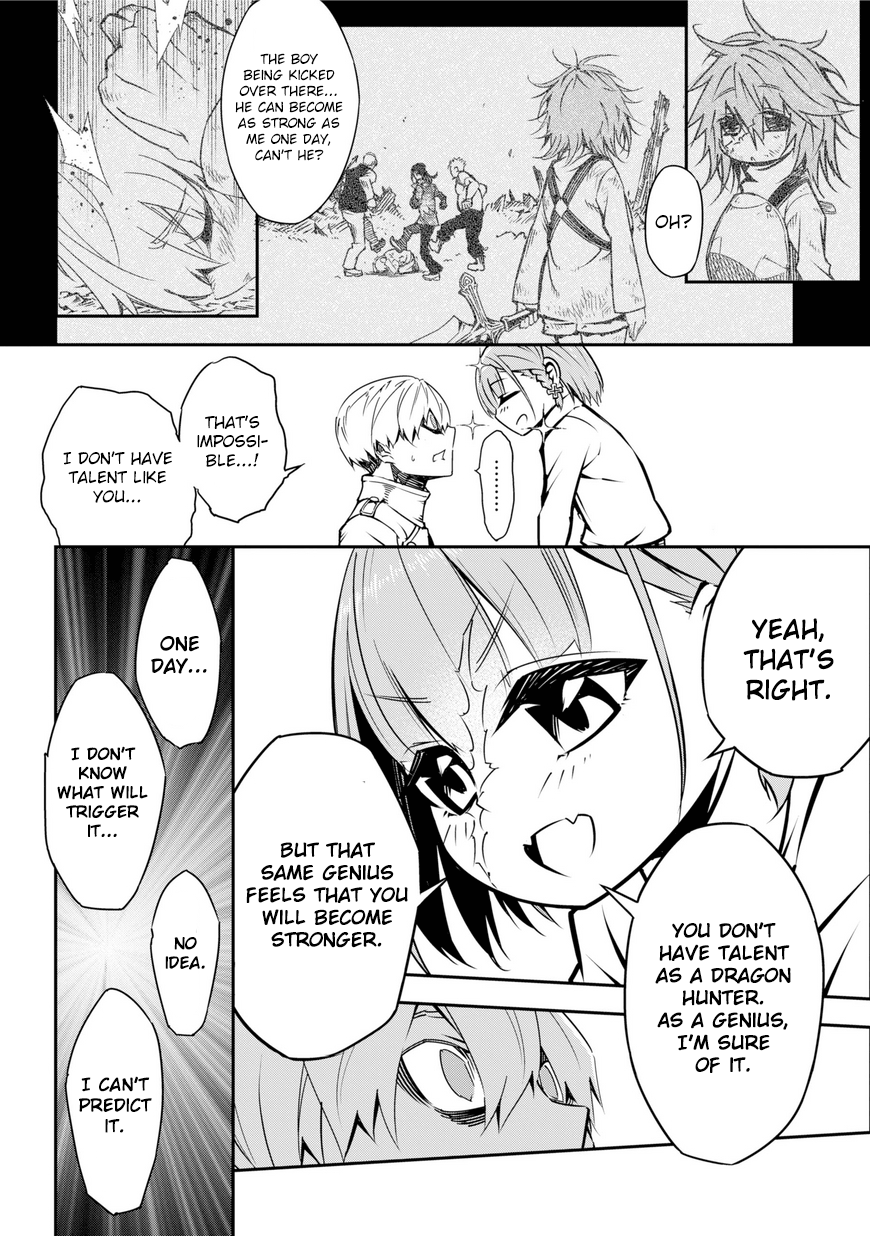 OH?
THE BOY
BEING KICKED
OVER THERE...
HE CAN BECOME
AS STRONG AS
ME ONE DAY,
CAN'T HE?
.........
THAT'S
IMPOSSI-
BLE...!
I DON'T HAVE
TALENT LIKE
YOU...
YEAH,
THAT'S
RIGHT.
YOU DON'T
HAVE TALENT
AS A DRAGON
HUNTER.
AS A GENIUS,
I'M SURE
OF IT.
BUT THAT
SAME GENIUS
FEELS THAT YOU
WILL BECOME
STRONGER.
ONE
DAY...
I DON'T
KNOW
WHAT WILL
TRIGGER
IT...
NO
IDEA.
I CAN'T
PREDICT
IT.